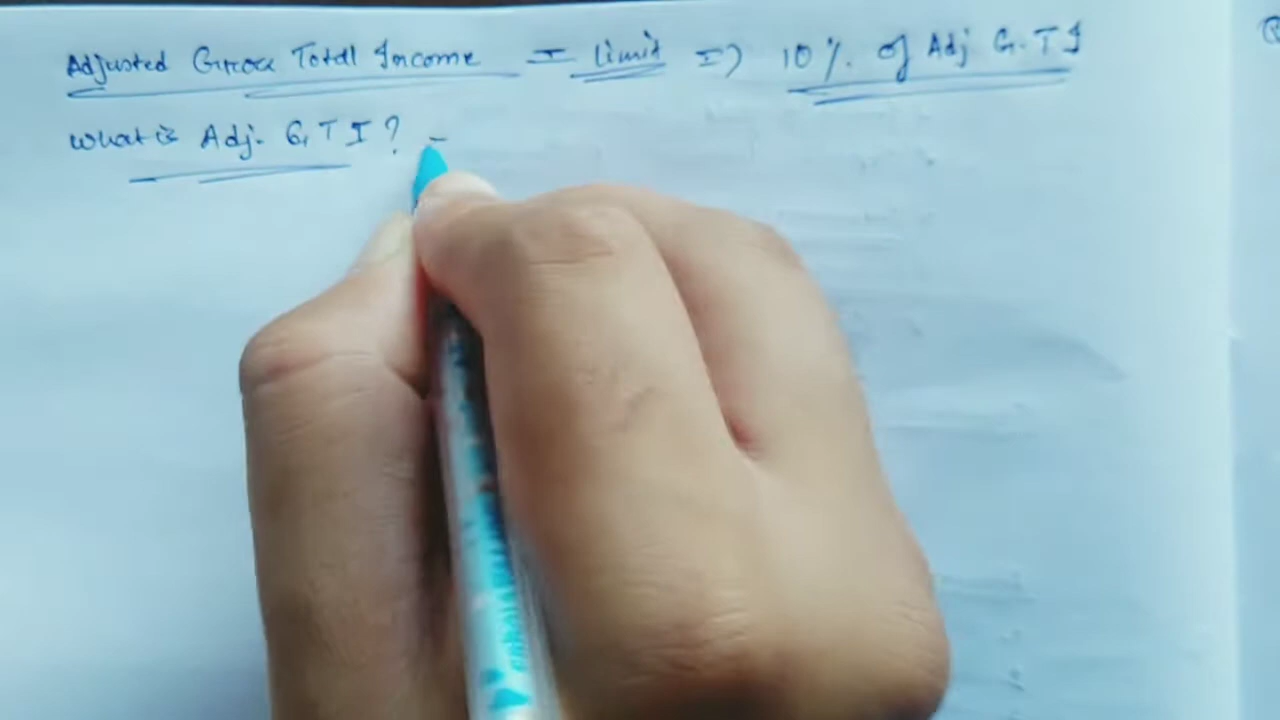 Adjusted Gross Total Income - limit => 10% of Adj G.T I
what is Adj. G T I? -